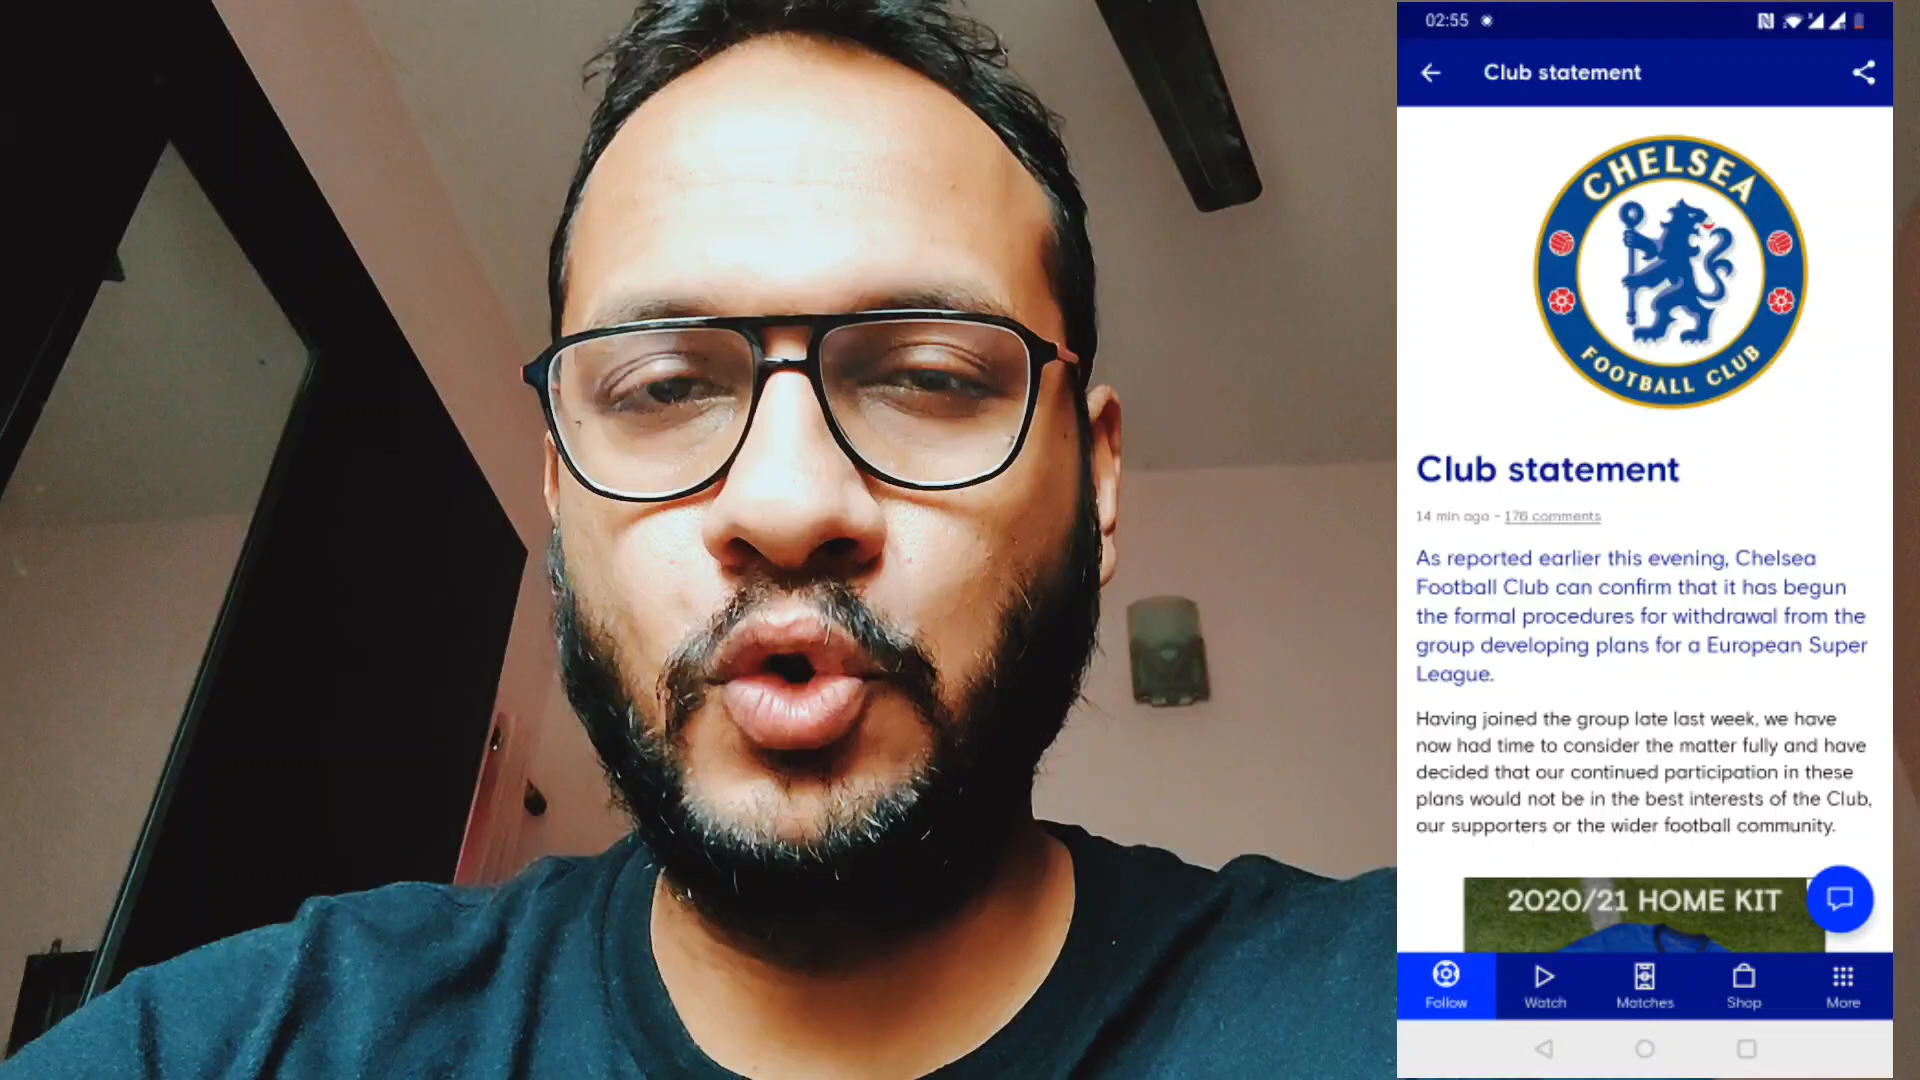 02:55
Club statement
CHELSEA
FOOTBALL CLUB
Club statement
14 min ago - 176 comments
As reported earlier this evening, Chelsea
Football Club can confirm that it has begun
the formal procedures for withdrawal from the
group developing plans for a European Super
League.
Having joined the group late last week, we have
now had time to consider the matter fully and have
decided that our continued participation in these
plans would not be in the best interests of the Club,
our supporters or the wider football community.
2020/21 HOME KIT
Follow
Watch
Matches
Shop
More